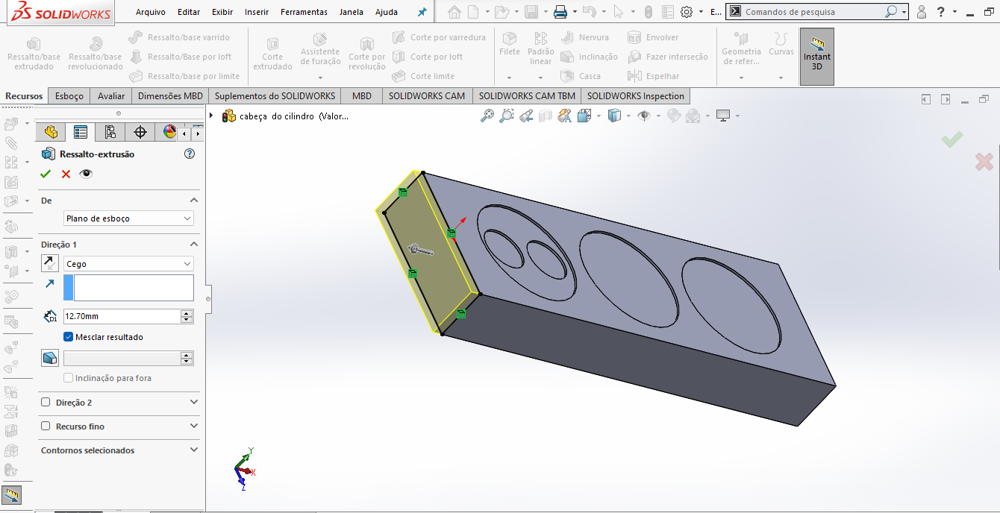 SOLIDWORKS
Arquivo Editar Exibir Inserir Ferramentas Janela Ajuda
E... Comandos de pesquisa
Ressalto/base extrudado
Ressalto/base revolucionado
Ressalto/base varrido
Ressalto/Base por loft
Ressalto/base por limite
Corte extrudado
Assistente de furação
Corte por revolução
Corte por varredura
Corte por loft
Corte limite
Filete
Padrão linear
Nervura
Inclinação
Casca
Envolver
Fazer interseção
Espelhar
Geometria de refer...
Curvas
Instant 3D
Recursos Esboço Avaliar Dimensões MBD Suplementos do SOLIDWORKS MBD SOLIDWORKS CAM SOLIDWORKS CAM TBM SOLIDWORKS Inspection
cabeça do cilindro (Valor...
Ressalto-extrusão
De
Plano de esboço
Direção 1
Cego
D1
12.70mm
Mesclar resultado
Inclinação para fora
Direção 2
Recurso fino
Contornos selecionados
Y
X
Z